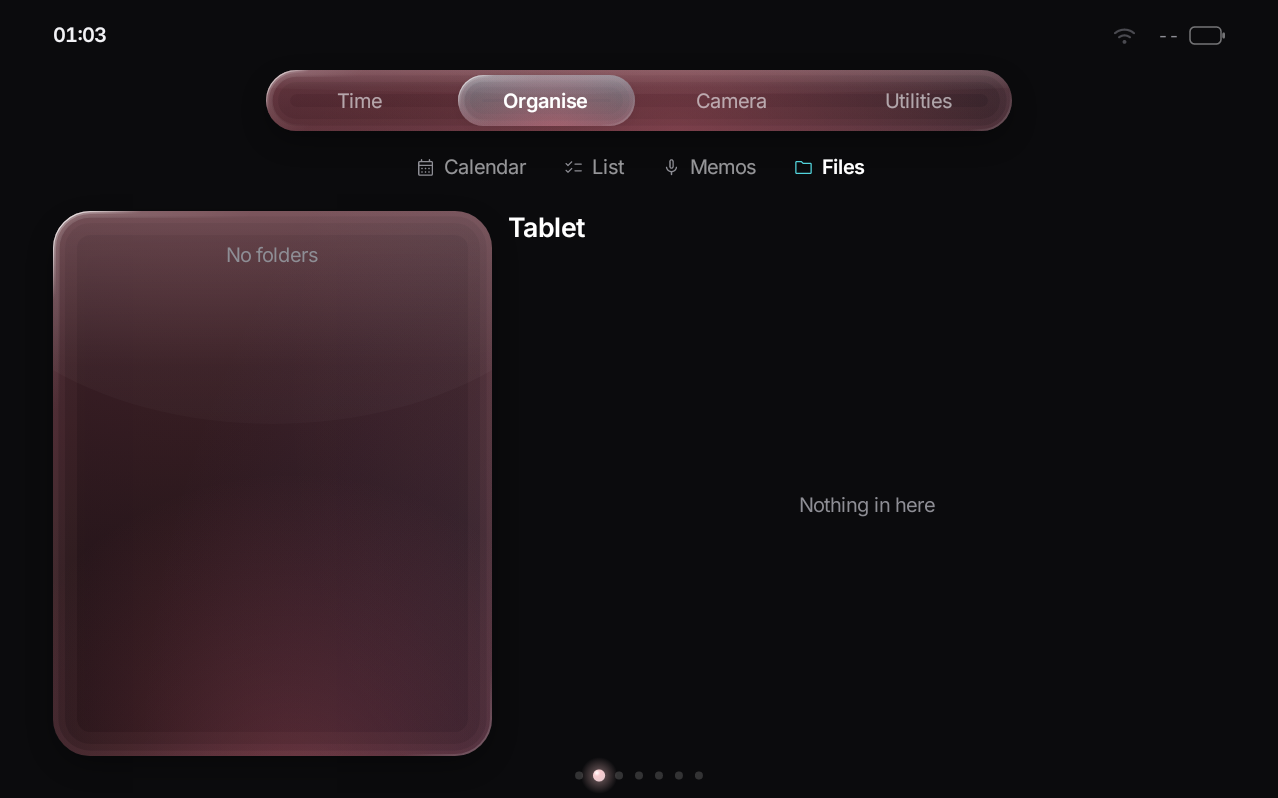 01:03
--
Time Organise Camera Utilities
Calendar List Memos Files
Tablet
No folders
Nothing in here